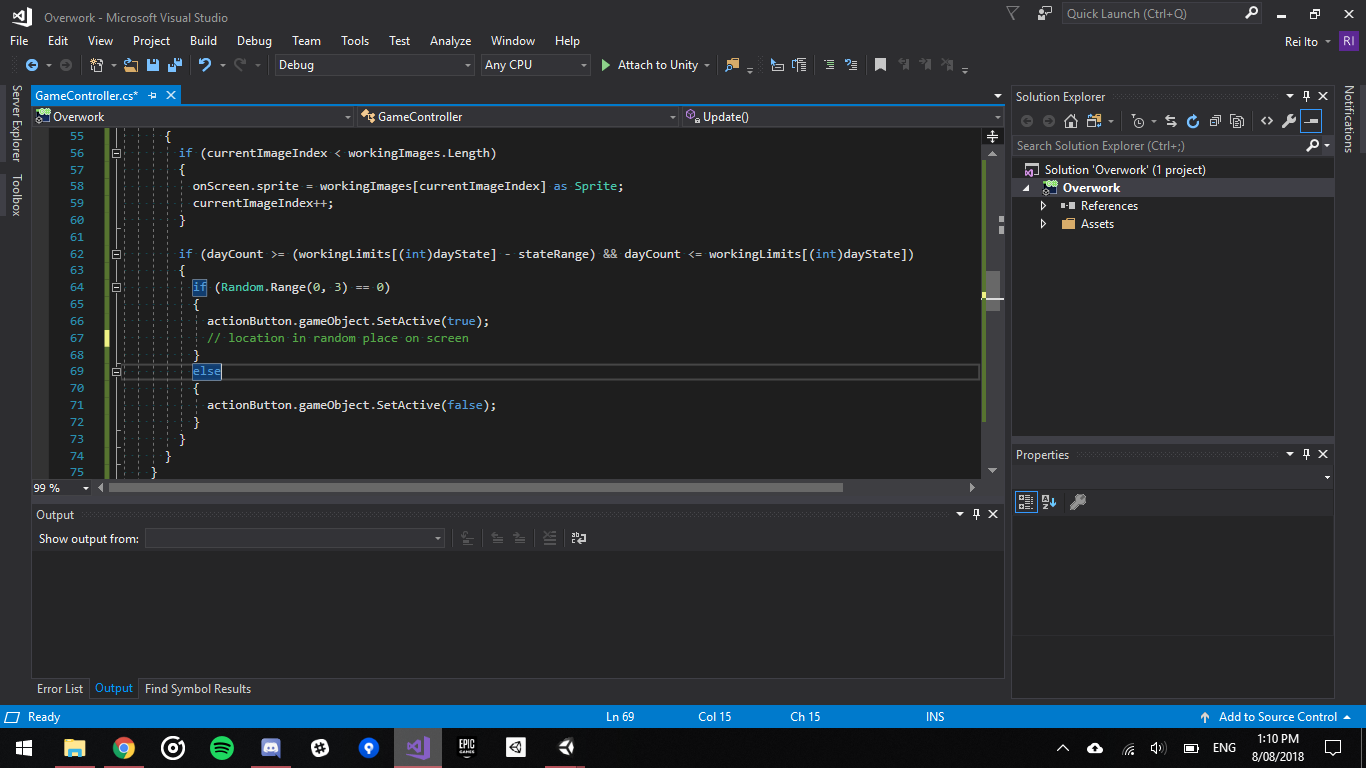 Overwork - Microsoft Visual Studio
Quick Launch (Ctrl+Q)
File Edit View Project Build Debug Team Tools Test Analyze Window Help
Rei Ito RI
Debug Any CPU Attach to Unity
Server Explorer
Toolbox
GameController.cs*
Overwork GameController Update()
55 {
56 if (currentImageIndex < workingImages.Length)
57 {
58 onScreen.sprite = workingImages[currentImageIndex] as Sprite;
59 currentImageIndex++;
60 }
61
62 if (dayCount >= (workingLimits[(int)dayState] - stateRange) && dayCount <= workingLimits[(int)dayState])
63 {
64 if (Random.Range(0, 3) == 0)
65 {
66 actionButton.gameObject.SetActive(true);
67 // location in random place on screen
68 }
69 else
70 {
71 actionButton.gameObject.SetActive(false);
72 }
73 }
74 }
75 }
99 %
Output
Show output from:
Error List Output Find Symbol Results
Solution Explorer
Search Solution Explorer (Ctrl+;)
Solution 'Overwork' (1 project)
Overwork
References
Assets
Properties
Notifications
Ready Ln 69 Col 15 Ch 15 INS Add to Source Control
EPIC GAMES
ENG
1:10 PM
8/08/2018